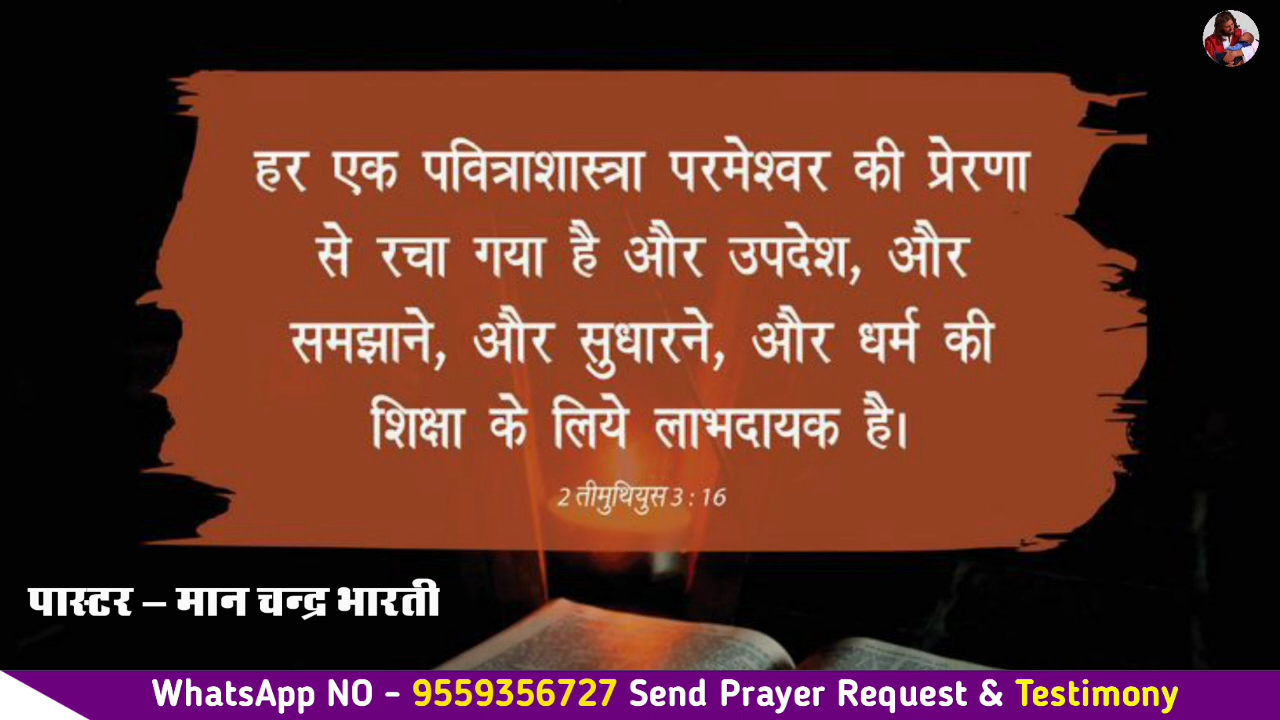 हर एक पवित्राशास्त्रा परमेश्वर की प्रेरणा
से रचा गया है और उपदेश, और
समझाने, और सुधारने, और धर्म की
शिक्षा के लिये लाभदायक है।
2 तीमुथियुस 3 : 16
पास्टर – मान चन्द्र भारती
WhatsApp NO - 9559356727 Send Prayer Request & Testimony